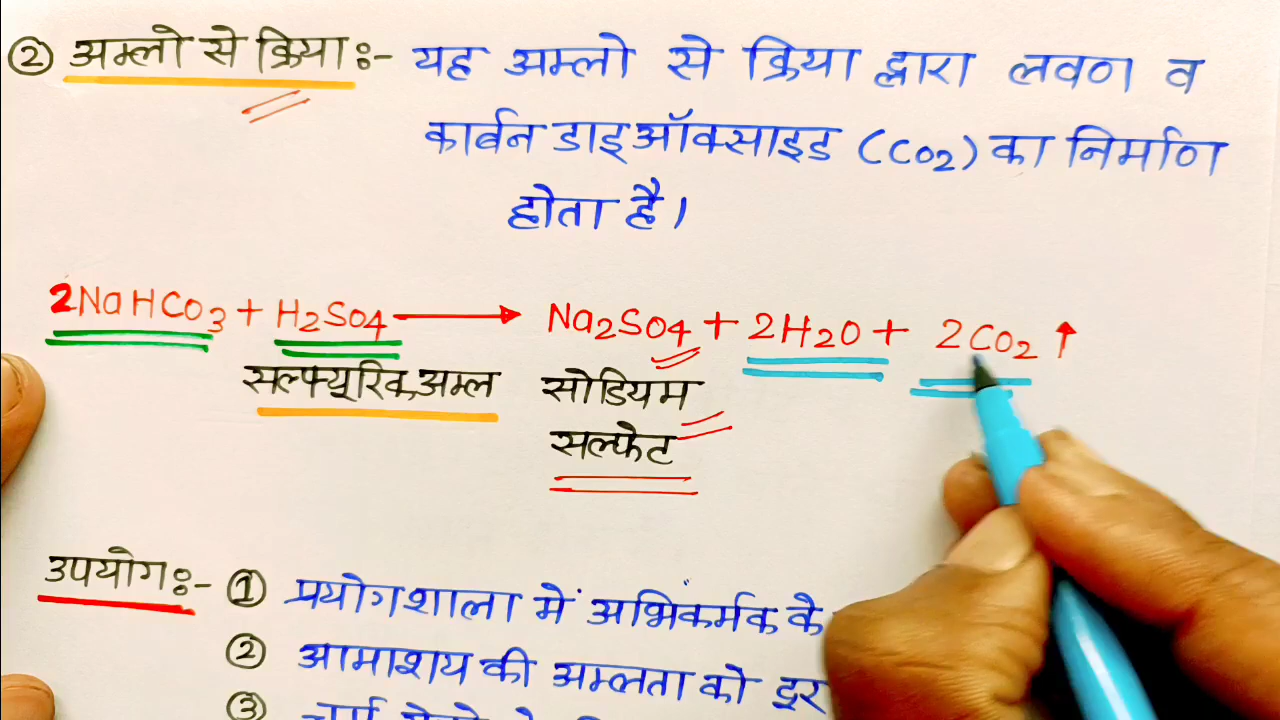 ② अम्लो से क्रिया :- यह अम्लो से क्रिया द्वारा लवण व
कार्बन डाइऑक्साइड (CO2) का निर्माण
होता है।
2NaHCO3 + H2SO4 → Na2SO4 + 2H2O + 2CO2 ↑
सल्फ्यूरिक अम्ल सोडियम
सल्फेट
उपयोग :- ① प्रयोगशाला में अभिकर्मक के
② आमाशय की अम्लता को दूर
③